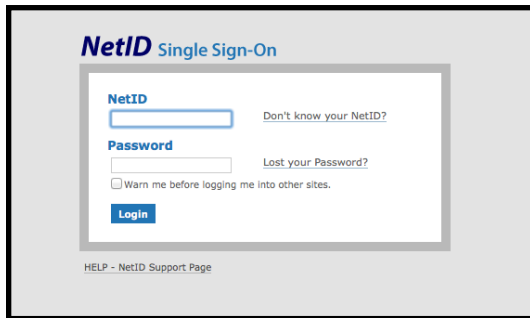 NetID Single Sign-On
NetID
Don't know your NetID?
Password
Lost your Password?
Warn me before logging me into other sites.
Login
HELP - NetID Support Page